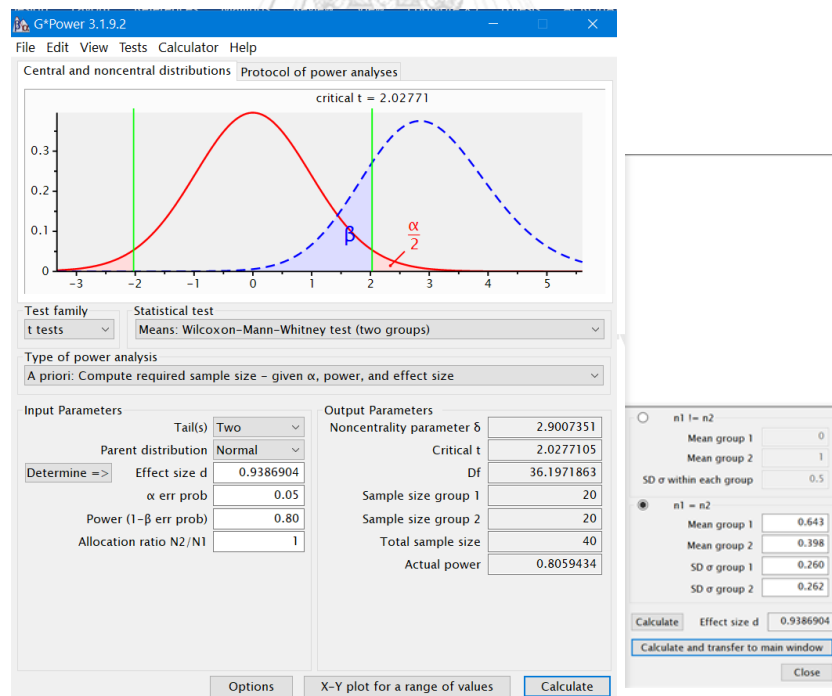 G*Power 3.1.9.2
File Edit View Tests Calculator Help
Central and noncentral distributions Protocol of power analyses
critical t = 2.02771
0.3
0.2
0.1
0
β
α
2
-3 -2 -1 0 1 2 3 4 5
Test family Statistical test
t tests Means: Wilcoxon-Mann-Whitney test (two groups)
Type of power analysis
A priori: Compute required sample size - given α, power, and effect size
Input Parameters
Tail(s) Two
Parent distribution Normal
Determine => Effect size d 0.9386904
α err prob 0.05
Power (1-β err prob) 0.80
Allocation ratio N2/N1 1
Output Parameters
Noncentrality parameter δ 2.9007351
Critical t 2.0277105
Df 36.1971863
Sample size group 1 20
Sample size group 2 20
Total sample size 40
Actual power 0.8059434
Options X-Y plot for a range of values Calculate
n1 != n2
Mean group 1 0
Mean group 2 1
SD σ within each group 0.5
n1 = n2
Mean group 1 0.643
Mean group 2 0.398
SD σ group 1 0.260
SD σ group 2 0.262
Calculate Effect size d 0.9386904
Calculate and transfer to main window
Close